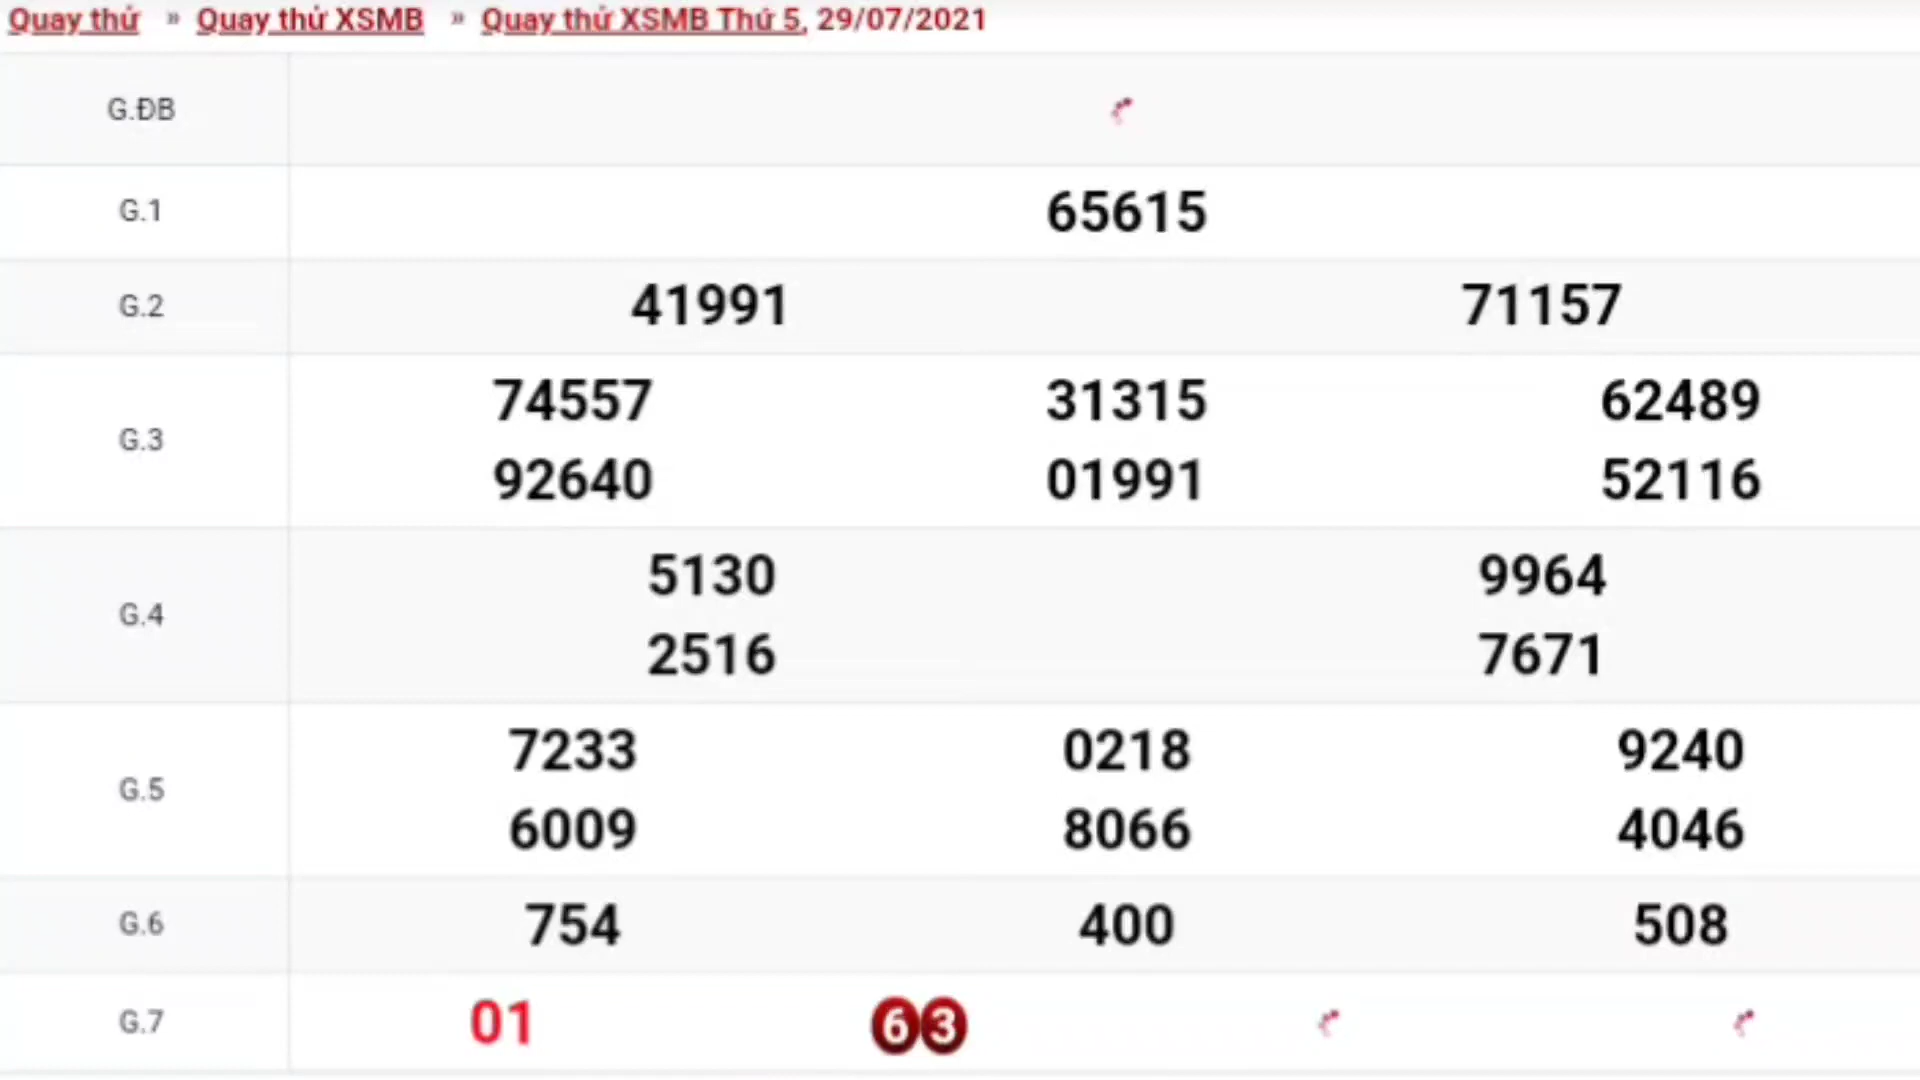 Quay thử » Quay thử XSMB » Quay thử XSMB Thứ 5, 29/07/2021
G.ĐB
G.1 65615
G.2 41991 71157
G.3 74557 31315 62489
92640 01991 52116
G.4 5130 9964
2516 7671
G.5 7233 0218 9240
6009 8066 4046
G.6 754 400 508
G.7 01 63